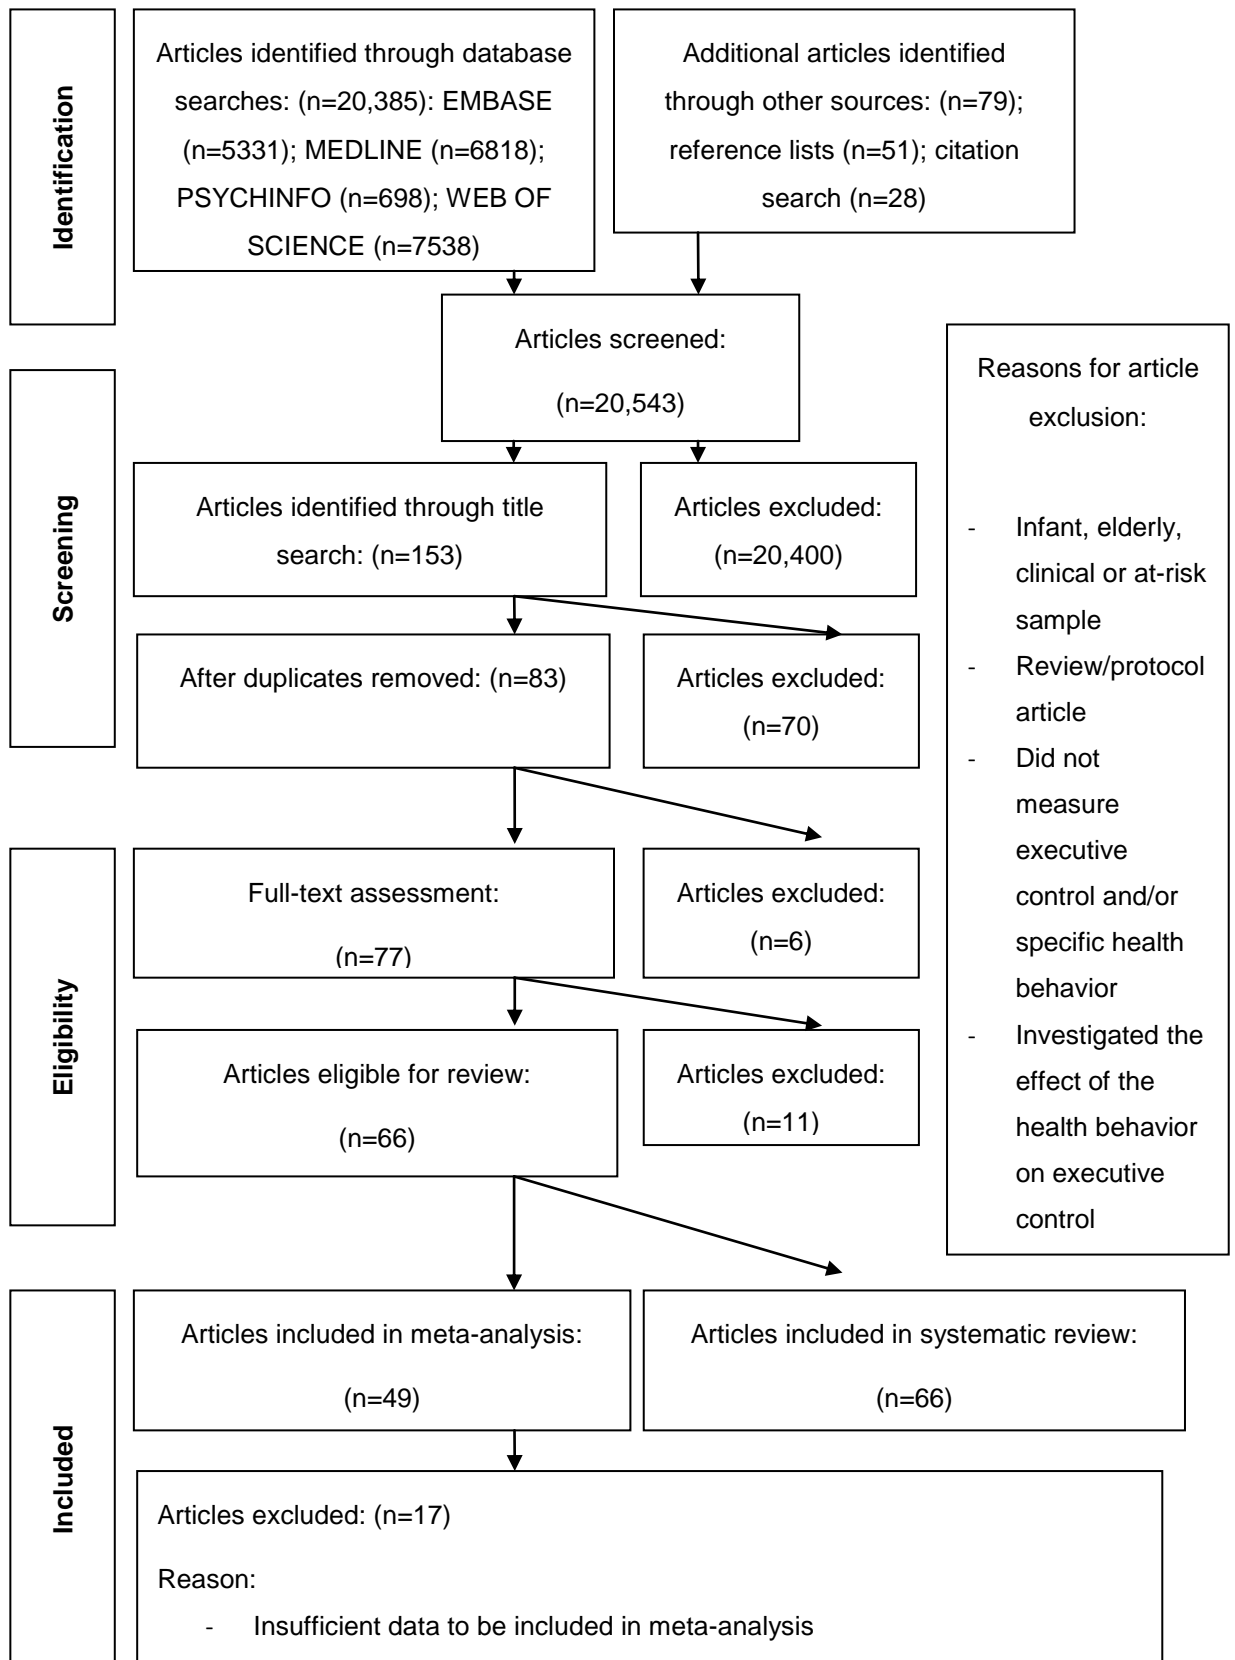 Identification
Articles identified through database
searches: (n=20,385): EMBASE
(n=5331); MEDLINE (n=6818);
PSYCHINFO (n=698); WEB OF
SCIENCE (n=7538)
Additional articles identified
through other sources: (n=79);
reference lists (n=51); citation
search (n=28)
Articles screened:
(n=20,543)
Reasons for article
exclusion:
- Infant, elderly,
clinical or at-risk
sample
- Review/protocol
article
- Did not
measure
executive
control and/or
specific health
behavior
- Investigated the
effect of the
health behavior
on executive
control
Screening
Articles identified through title
search: (n=153)
Articles excluded:
(n=20,400)
After duplicates removed: (n=83)
Articles excluded:
(n=70)
Eligibility
Full-text assessment:
(n=77)
Articles excluded:
(n=6)
Articles eligible for review:
(n=66)
Articles excluded:
(n=11)
Included
Articles included in meta-analysis:
(n=49)
Articles included in systematic review:
(n=66)
Articles excluded: (n=17)
Reason:
- Insufficient data to be included in meta-analysis